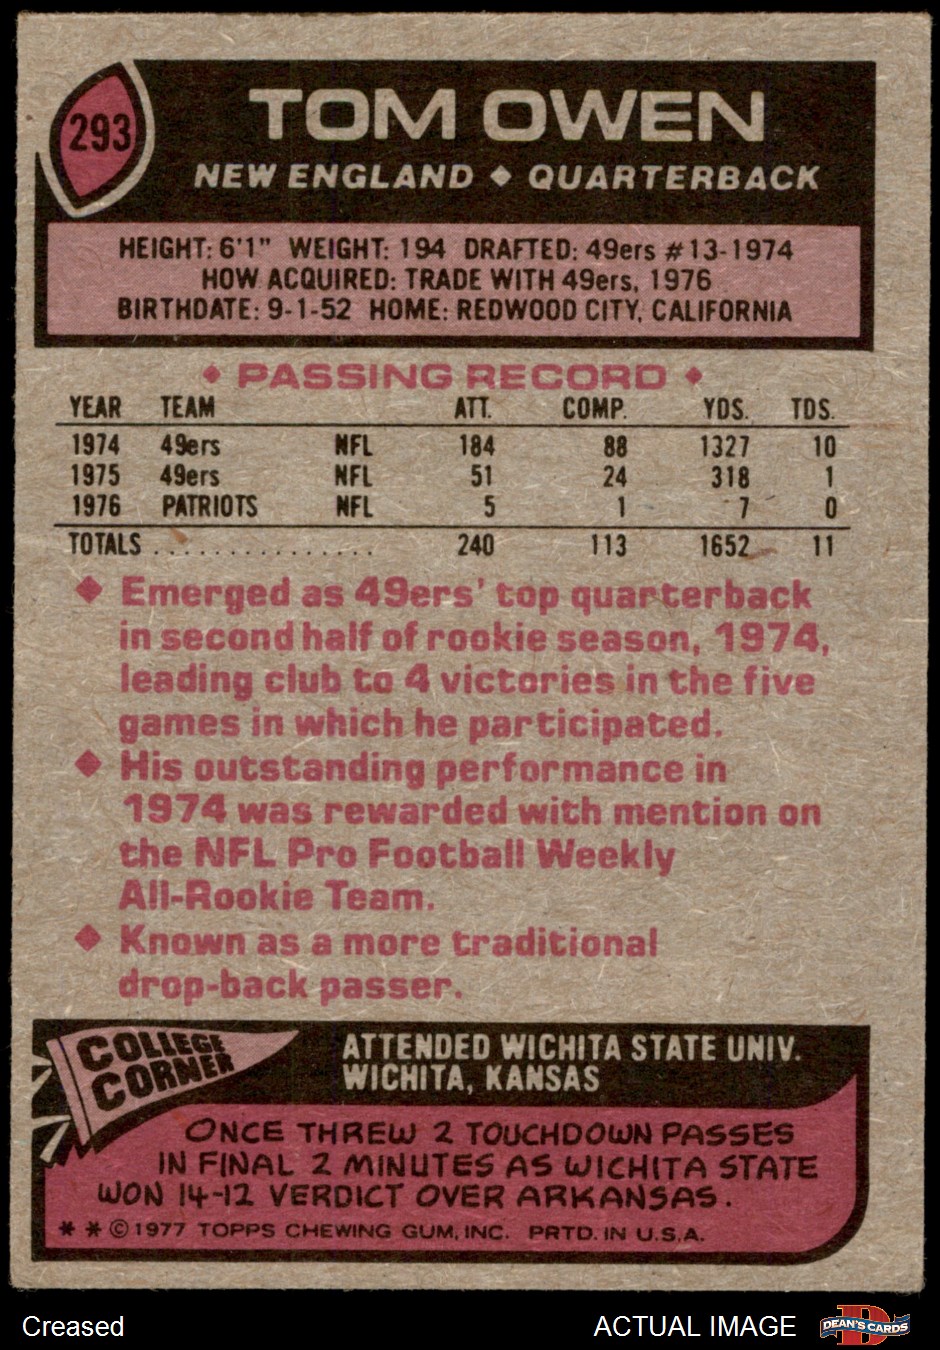 293
TOM OWEN
NEW ENGLAND ♦ QUARTERBACK
HEIGHT: 6'1" WEIGHT: 194 DRAFTED: 49ers #13-1974
HOW ACQUIRED: TRADE WITH 49ers, 1976
BIRTHDATE: 9-1-52 HOME: REDWOOD CITY, CALIFORNIA
♦ PASSING RECORD ♦
YEAR TEAM ATT. COMP. YDS. TDS.
1974 49ers NFL 184 88 1327 10
1975 49ers NFL 51 24 318 1
1976 PATRIOTS NFL 5 1 7 0
TOTALS . . . . . . . . . . . . . . . 240 113 1652 11
♦ Emerged as 49ers' top quarterback
in second half of rookie season, 1974,
leading club to 4 victories in the five
games in which he participated.
♦ His outstanding performance in
1974 was rewarded with mention on
the NFL Pro Football Weekly
All-Rookie Team.
♦ Known as a more traditional
drop-back passer.
COLLEGE
CORNER
ATTENDED WICHITA STATE UNIV.
WICHITA, KANSAS
ONCE THREW 2 TOUCHDOWN PASSES
IN FINAL 2 MINUTES AS WICHITA STATE
WON 14-12 VERDICT OVER ARKANSAS.
* * © 1977 TOPPS CHEWING GUM, INC. PRTD. IN U.S.A.
Creased
ACTUAL IMAGE
DEAN'S CARDS